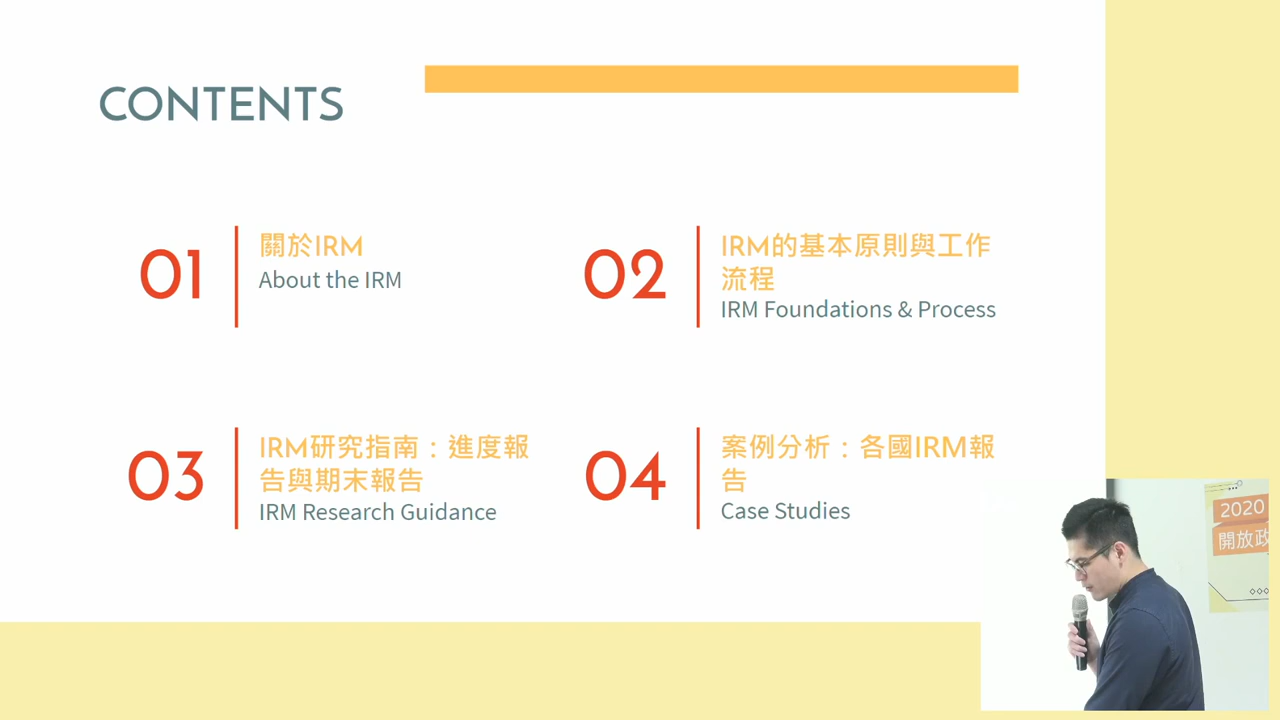 CONTENTS
01
關於IRM
About the IRM
02
IRM的基本原則與工作
流程
IRM Foundations & Process
03
IRM研究指南：進度報
告與期末報告
IRM Research Guidance
04
案例分析：各國IRM報
告
Case Studies
2020
開放政